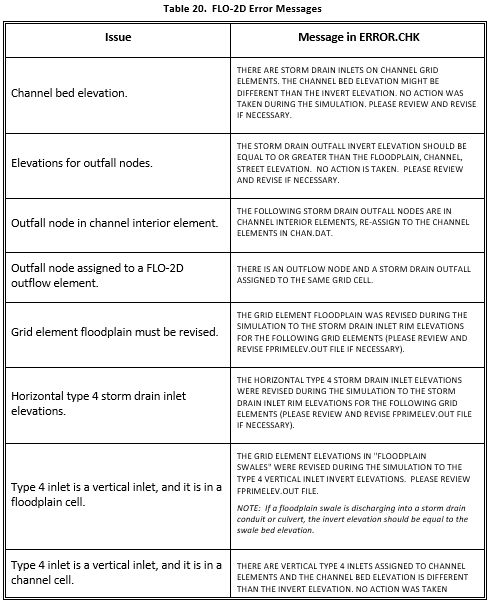 Table 20. FLO-2D Error Messages
Issue
Message in ERROR.CHK
Channel bed elevation.
THERE ARE STORM DRAIN INLETS ON CHANNEL GRID
ELEMENTS. THE CHANNEL BED ELEVATION MIGHT BE
DIFFERENT THAN THE INVERT ELEVATION. NO ACTION WAS
TAKEN DURING THE SIMULATION. PLEASE REVIEW AND REVISE
IF NECESSARY.
Elevations for outfall nodes.
THE STORM DRAIN OUTFALL INVERT ELEVATION SHOULD BE
EQUAL TO OR GREATER THAN THE FLOODPLAIN, CHANNEL,
STREET ELEVATION. NO ACTION IS TAKEN. PLEASE REVIEW
AND REVISE IF NECESSARY.
Outfall node in channel interior element.
THE FOLLOWING STORM DRAIN OUTFALL NODES ARE IN
CHANNEL INTERIOR ELEMENTS, RE-ASSIGN TO THE CHANNEL
ELEMENTS IN CHAN.DAT.
Outfall node assigned to a FLO-2D
outflow element.
THERE IS AN OUTFLOW NODE AND A STORM DRAIN OUTFALL
ASSIGNED TO THE SAME GRID CELL.
Grid element floodplain must be revised.
THE GRID ELEMENT FLOODPLAIN WAS REVISED DURING THE
SIMULATION TO THE STORM DRAIN INLET RIM ELEVATIONS
FOR THE FOLLOWING GRID ELEMENTS (PLEASE REVIEW AND
REVISE FPRIMELEV.OUT FILE IF NECESSARY).
Horizontal type 4 storm drain inlet
elevations.
THE HORIZONTAL TYPE 4 STORM DRAIN INLET ELEVATIONS
WERE REVISED DURING THE SIMULATION TO THE STORM
DRAIN INLET RIM ELEVATIONS FOR THE FOLLOWING GRID
ELEMENTS (PLEASE REVIEW AND REVISE FPRIMELEV.OUT FILE
IF NECESSARY).
Type 4 inlet is a vertical inlet, and it is in a
floodplain cell.
THE GRID ELEMENT ELEVATIONS IN "FLOODPLAIN
SWALES" WERE REVISED DURING THE SIMULATION TO THE
TYPE 4 VERTICAL INLET INVERT ELEVATIONS. PLEASE REVIEW
FPRIMELEV.OUT FILE.
NOTE: If a floodplain swale is discharging into a storm drain
conduit or culvert, the invert elevation should be equal to the
swale bed elevation.
Type 4 inlet is a vertical inlet, and it is in a
channel cell.
THERE ARE VERTICAL TYPE 4 INLETS ASSIGNED TO CHANNEL
ELEMENTS AND THE CHANNEL BED ELEVATION IS DIFFERENT
THAN THE INVERT ELEVATION. NO ACTION WAS TAKEN